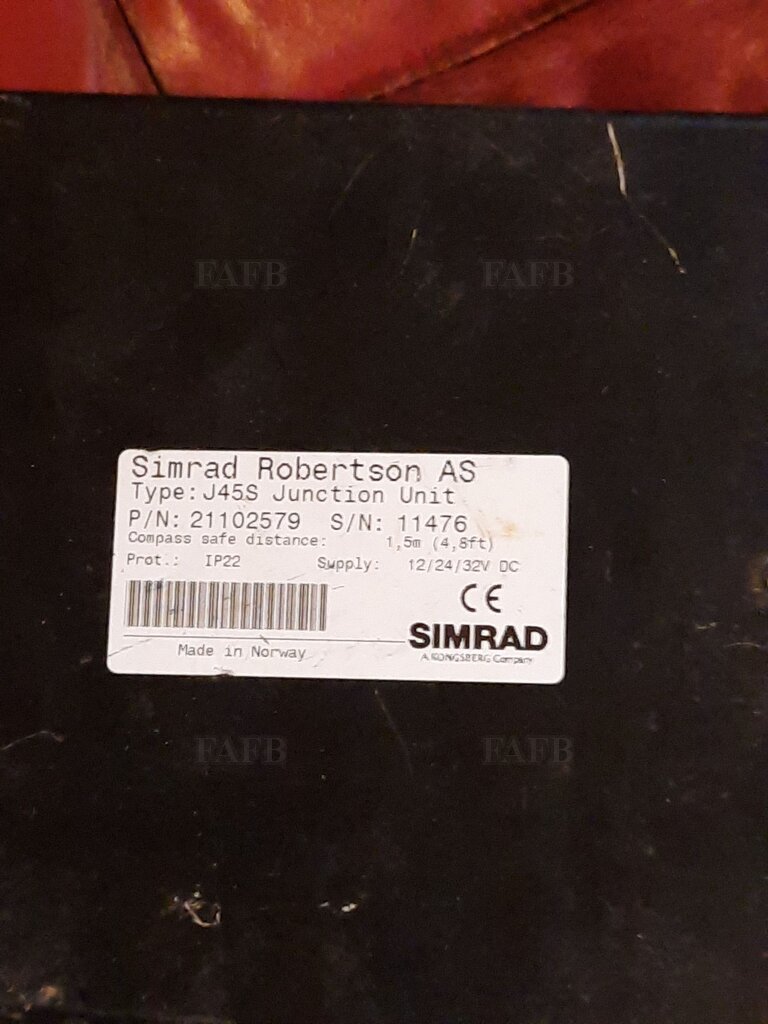 FAFB FAFB
Simrad Robertson AS
Type: J45S Junction Unit
P/N: 21102579 S/N: 11476
Compass safe distance: 1,5m (4,8ft)
Prot.: IP22 Supply: 12/24/32V DC
CE
SIMRAD
Made in Norway
A KONGSBERG Company
FAFB FAFB